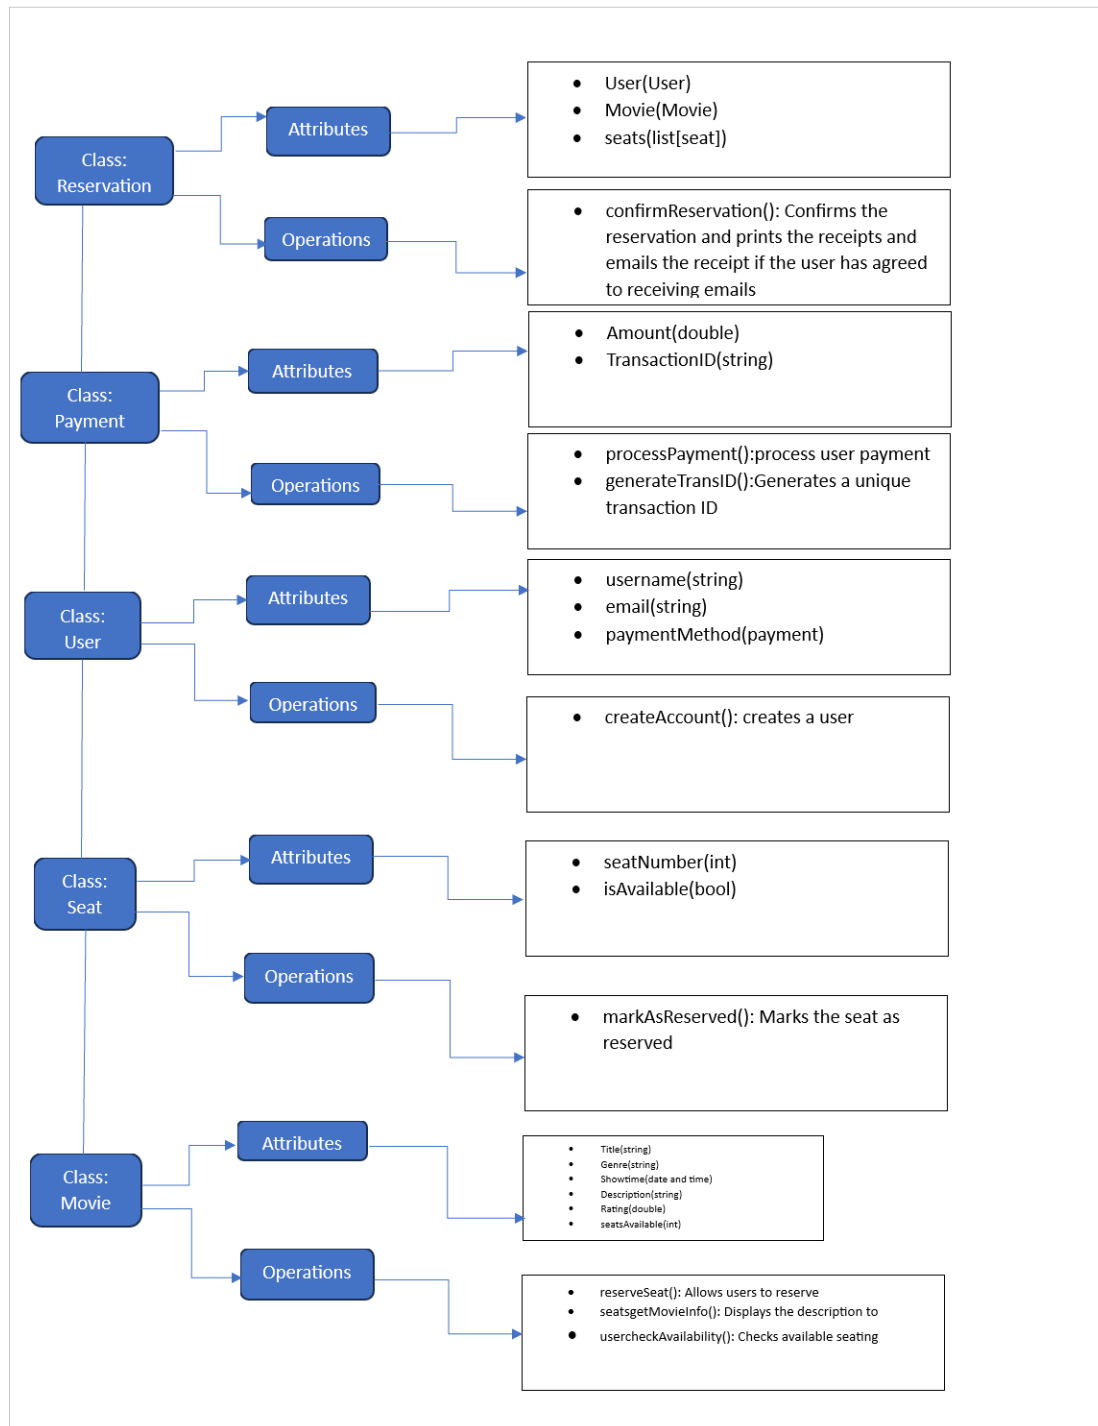 Class:
Reservation
Attributes
• User(User)
• Movie(Movie)
• seats(list[seat])
Operations
• confirmReservation(): Confirms the
reservation and prints the receipts and
emails the receipt if the user has agreed
to receiving emails
Class:
Payment
Attributes
• Amount(double)
• TransactionID(string)
Operations
• processPayment():process user payment
• generateTransID():Generates a unique
transaction ID
Class:
User
Attributes
• username(string)
• email(string)
• paymentMethod(payment)
Operations
• createAccount(): creates a user
Class:
Seat
Attributes
• seatNumber(int)
• isAvailable(bool)
Operations
• markAsReserved(): Marks the seat as
reserved
Class:
Movie
Attributes
• Title(string)
• Genre(string)
• Showtime(date and time)
• Description(string)
• Rating(double)
• seatsAvailable(int)
Operations
• reserveSeat(): Allows users to reserve
• seatsgetMovieInfo(): Displays the description to
• usercheckAvailability(): Checks available seating